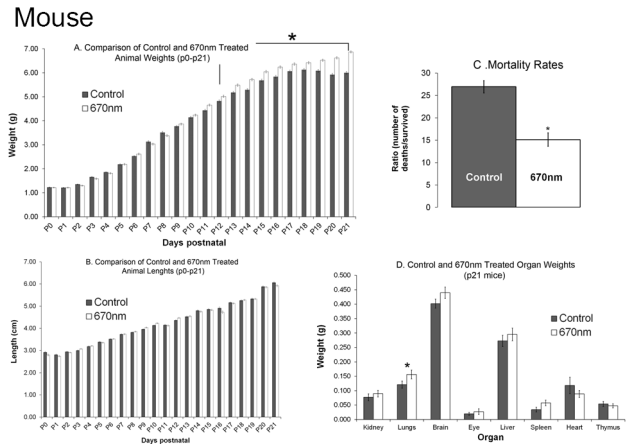 Mouse
A. Comparison of Control and 670nm Treated
Animal Weights (p0-p21)
*
Control
670nm
Weight (g)
7.00
6.00
5.00
4.00
3.00
2.00
1.00
0.00
P0 P1 P2 P3 P4 P5 P6 P7 P8 P9 P10 P11 P12 P13 P14 P15 P16 P17 P18 P19 P20 P21
Days postnatal
C .Mortality Rates
Ratio (number of
deaths/survived)
30
25
20
15
10
5
0
Control
670nm
*
B. Comparison of Control and 670nm Treated
Animal Lenghts (p0-p21)
Control
670nm
Length (cm)
7.00
6.00
5.00
4.00
3.00
2.00
1.00
0.00
P0 P1 P2 P3 P4 P5 P6 P7 P8 P9 P10 P11 P12 P13 P14 P15 P16 P17 P18 P19 P20 P21
Days postnatal
D. Control and 670nm Treated Organ Weights
(p21 mice)
Control
670nm
Weight (g)
0.500
0.450
0.400
0.350
0.300
0.250
0.200
0.150
0.100
0.050
0.000
*
Kidney Lungs Brain Eye Liver Spleen Heart Thymus
Organ